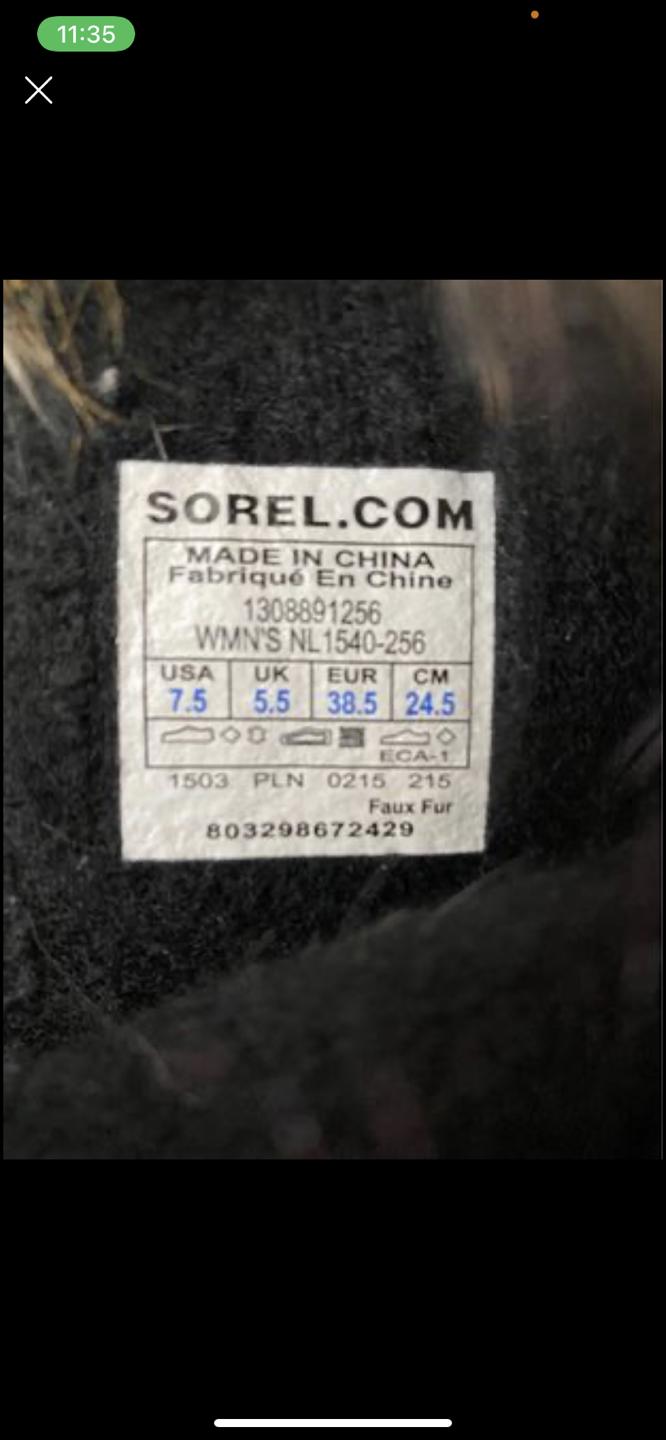 11:35
SOREL.COM
MADE IN CHINA
Fabriqué En Chine
1308891256
WMN'S NL1540-256
USA UK EUR CM
7.5 5.5 38.5 24.5
ECA-1
1503 PLN 0215 215
Faux Fur
803298672429